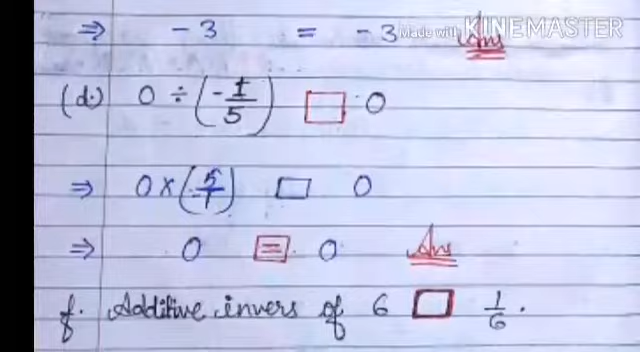 ⇒ -3 = -3 Ans
Made with KINEMASTER
(d.) 0 ÷ (-1/5) □ 0
⇒ 0 × (5/-1) □ 0
⇒ 0 = 0 Ans
f. Additive invers of 6 □ 1/6.